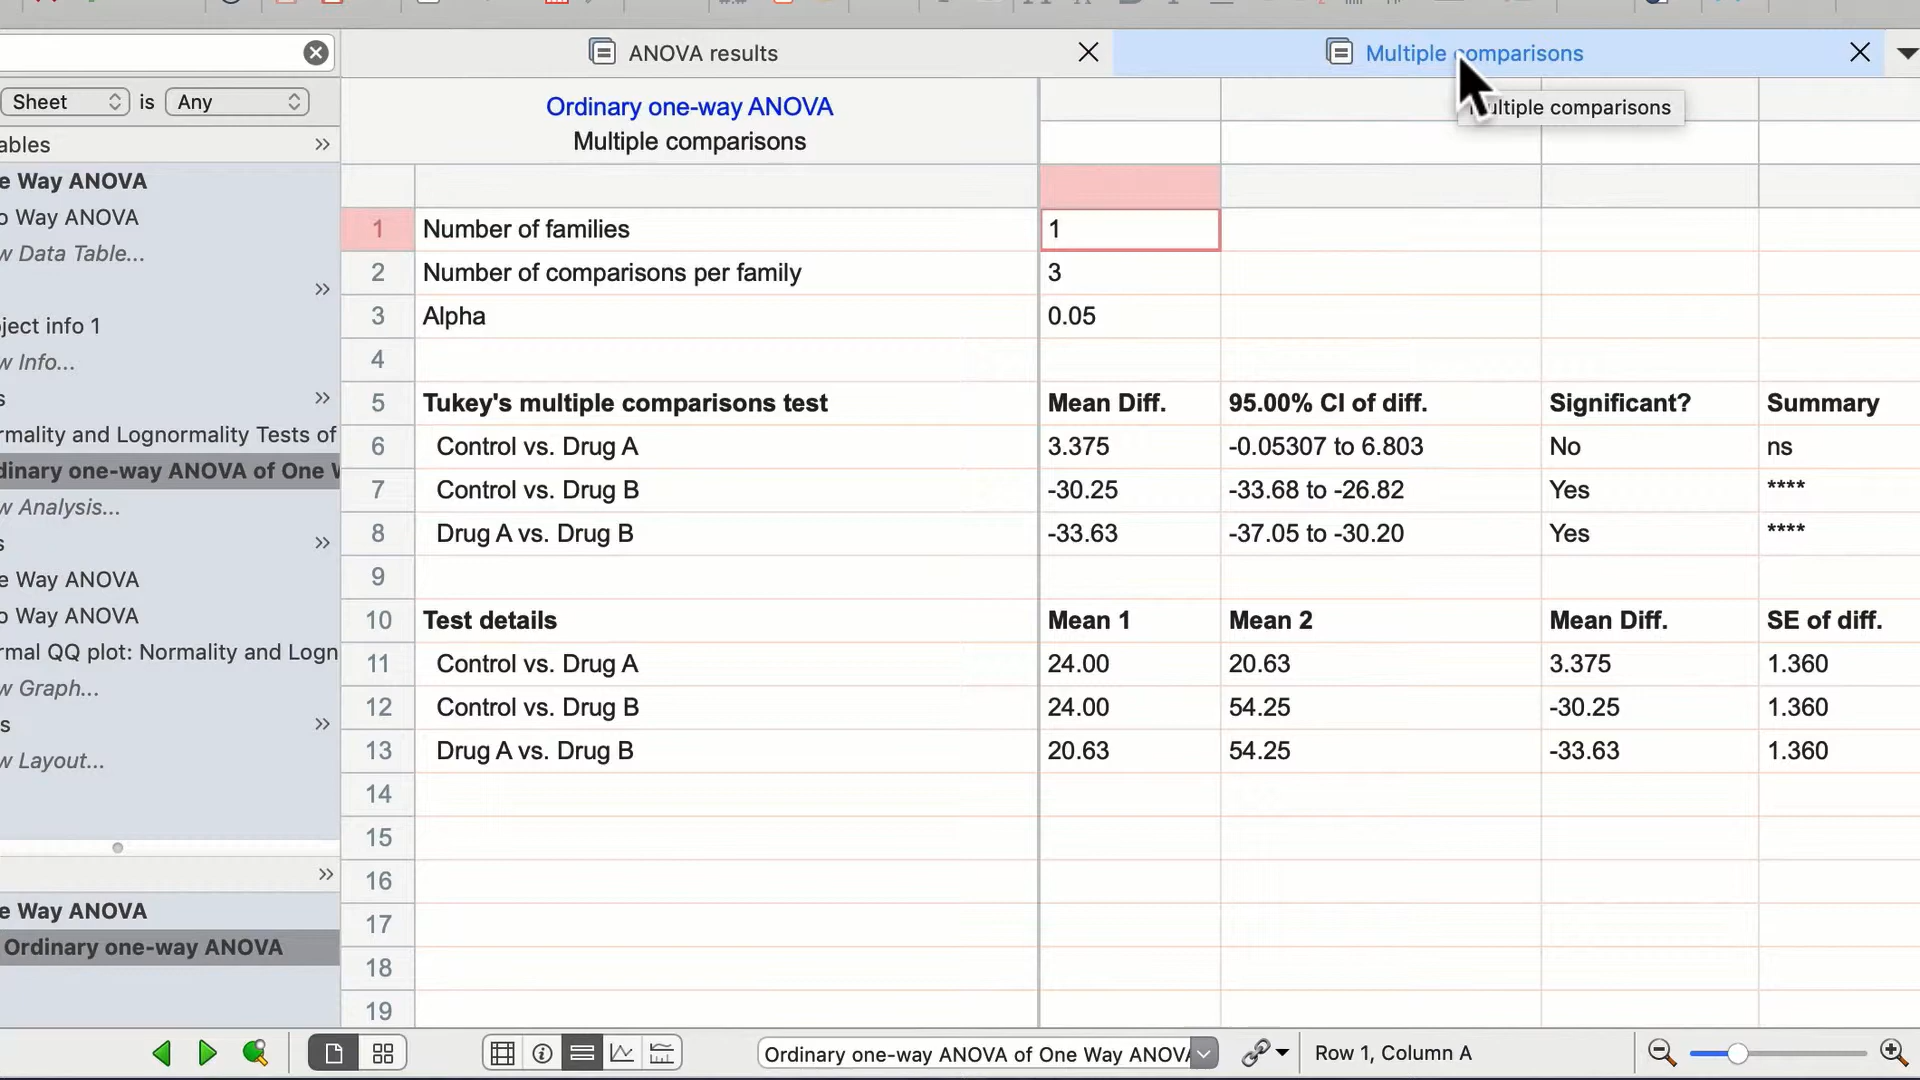 ANOVA results
Multiple comparisons
Sheet is Any
Multiple comparisons
ables
e Way ANOVA
o Way ANOVA
w Data Table...
ject info 1
w Info...
s
rmality and Lognormality Tests of
dinary one-way ANOVA of One W
w Analysis...
s
e Way ANOVA
o Way ANOVA
rmal QQ plot: Normality and Logn
w Graph...
s
w Layout...
e Way ANOVA
Ordinary one-way ANOVA
Ordinary one-way ANOVA
Multiple comparisons
1 Number of families 1
2 Number of comparisons per family 3
3 Alpha 0.05
4
5 Tukey's multiple comparisons test Mean Diff. 95.00% CI of diff. Significant? Summary
6 Control vs. Drug A 3.375 -0.05307 to 6.803 No ns
7 Control vs. Drug B -30.25 -33.68 to -26.82 Yes ****
8 Drug A vs. Drug B -33.63 -37.05 to -30.20 Yes ****
9
10 Test details Mean 1 Mean 2 Mean Diff. SE of diff.
11 Control vs. Drug A 24.00 20.63 3.375 1.360
12 Control vs. Drug B 24.00 54.25 -30.25 1.360
13 Drug A vs. Drug B 20.63 54.25 -33.63 1.360
14
15
16
17
18
19
Ordinary one-way ANOVA of One Way ANOVA
Row 1, Column A